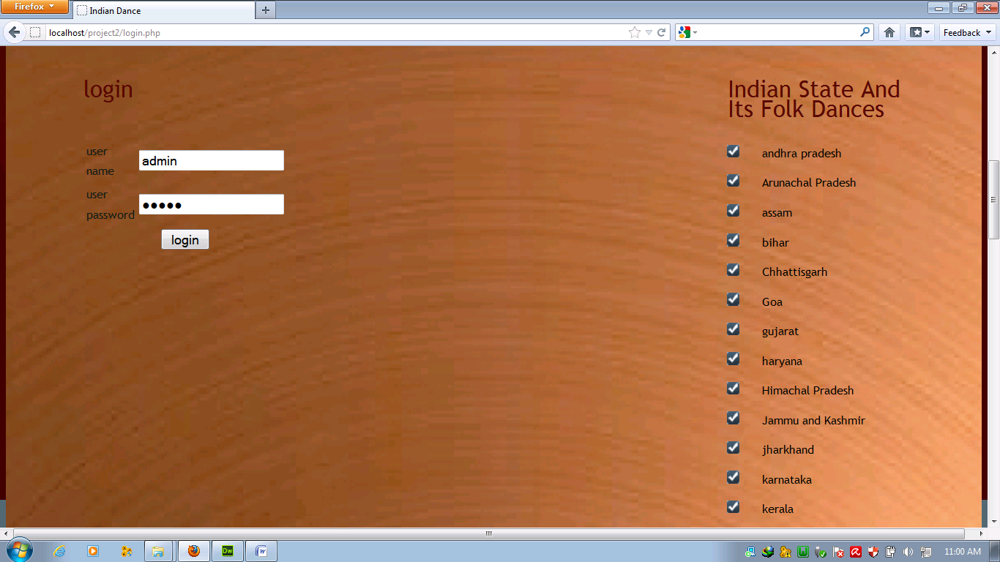 Firefox
Indian Dance
localhost/project2/login.php
Feedback
login
Indian State And
Its Folk Dances
user
name
admin
user
password
login
andhra pradesh
Arunachal Pradesh
assam
bihar
Chhattisgarh
Goa
gujarat
haryana
Himachal Pradesh
Jammu and Kashmir
jharkhand
karnataka
kerala
Dw
W
11:00 AM